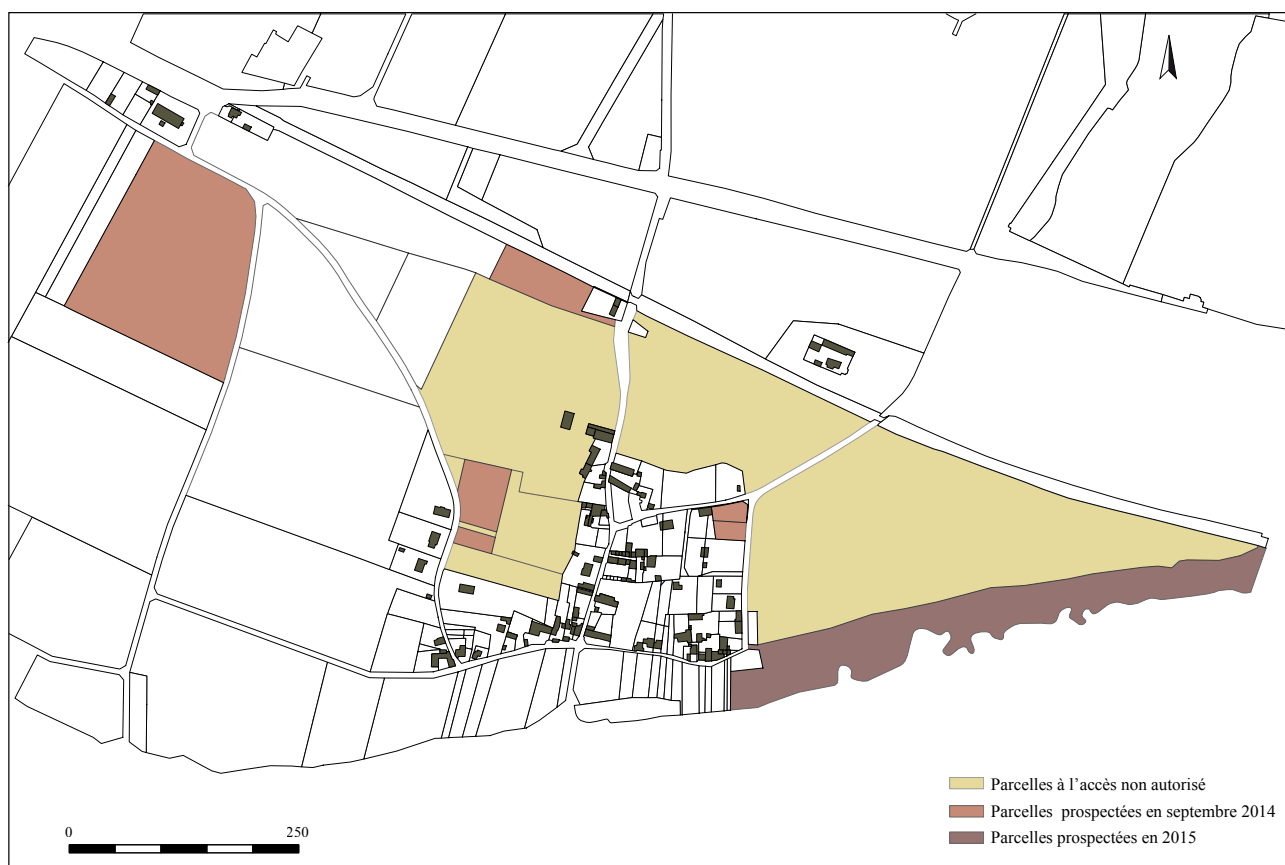 Parcelles à l’accès non autorisé
Parcelles prospectées en septembre 2014
Parcelles prospectées en 2015
0 250